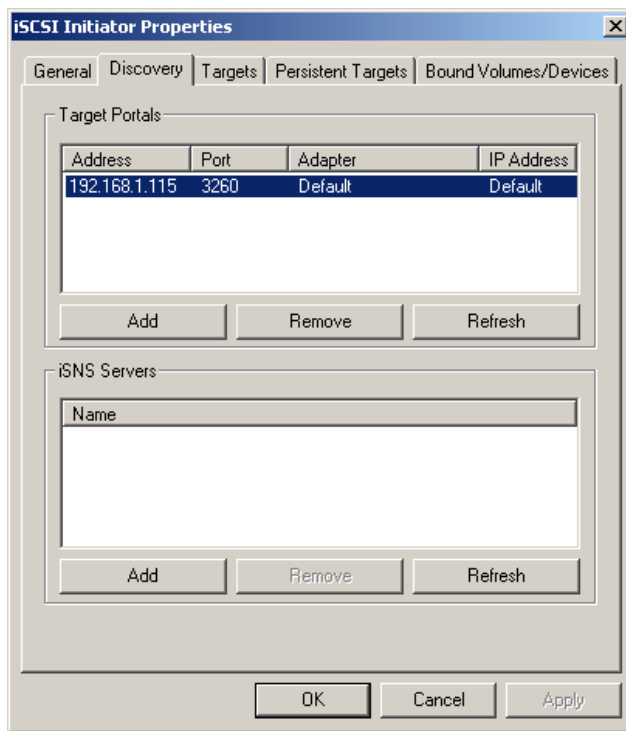 iSCSI Initiator Properties
General Discovery Targets Persistent Targets Bound Volumes/Devices
Target Portals
Address Port Adapter IP Address
192.168.1.115 3260 Default Default
Add Remove Refresh
iSNS Servers
Name
Add Remove Refresh
OK Cancel Apply